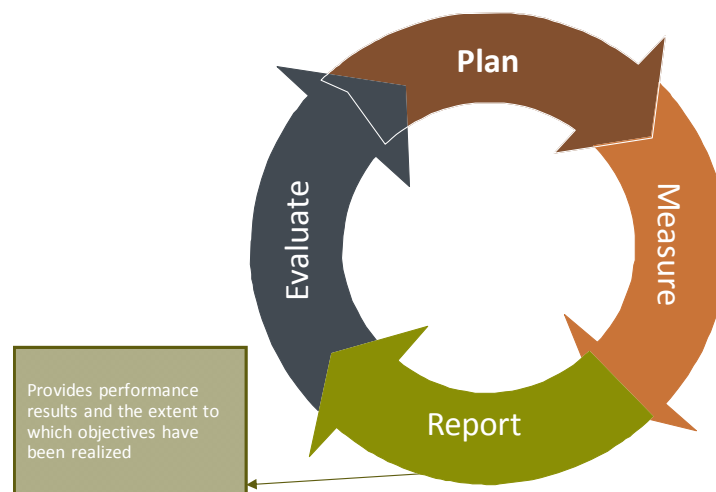 Plan
Measure
Evaluate
Report
Provides performance
results and the extent to
which objectives have
been realized